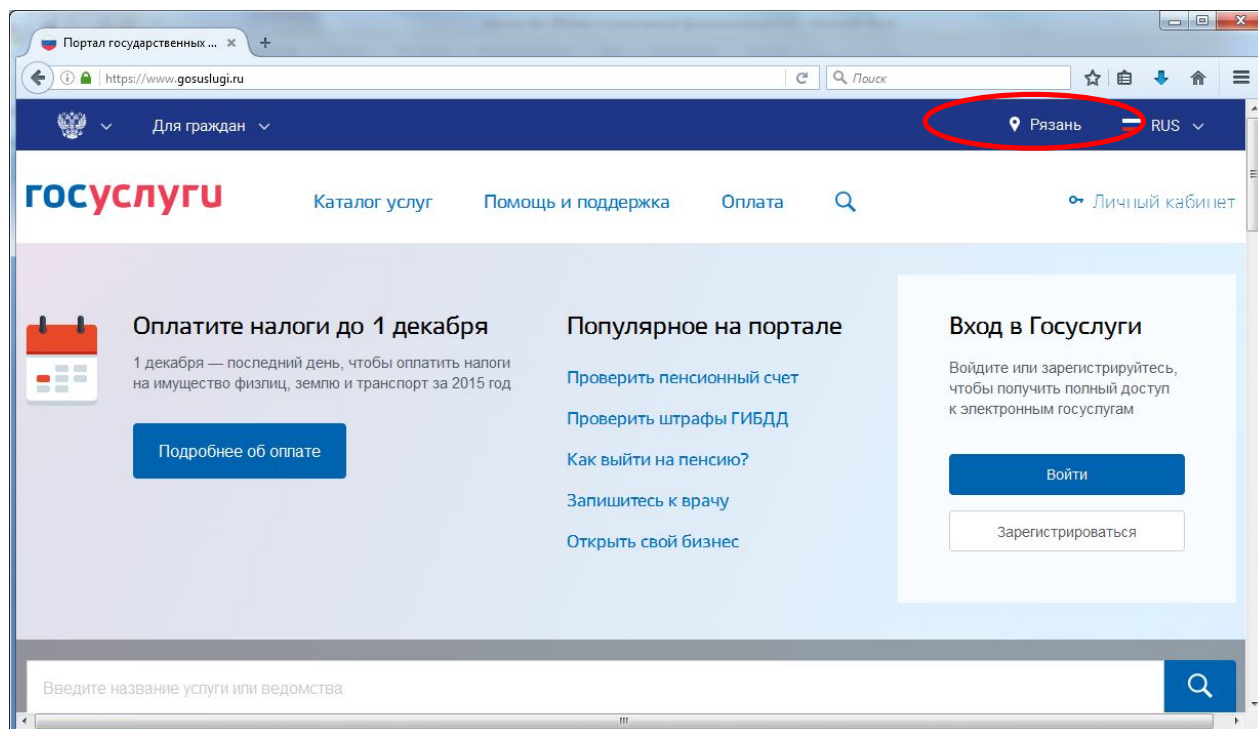 Портал государственных ...
https://www.gosuslugi.ru
Поиск
Для граждан
Рязань
RUS
госуслуги
Каталог услуг
Помощь и поддержка
Оплата
Личный кабинет
Оплатите налоги до 1 декабря
1 декабря — последний день, чтобы оплатить налоги
на имущество физлиц, землю и транспорт за 2015 год
Подробнее об оплате
Популярное на портале
Проверить пенсионный счет
Проверить штрафы ГИБДД
Как выйти на пенсию?
Запишитесь к врачу
Открыть свой бизнес
Вход в Госуслуги
Войдите или зарегистрируйтесь,
чтобы получить полный доступ
к электронным госуслугам
Войти
Зарегистрироваться
Введите название услуги или ведомства